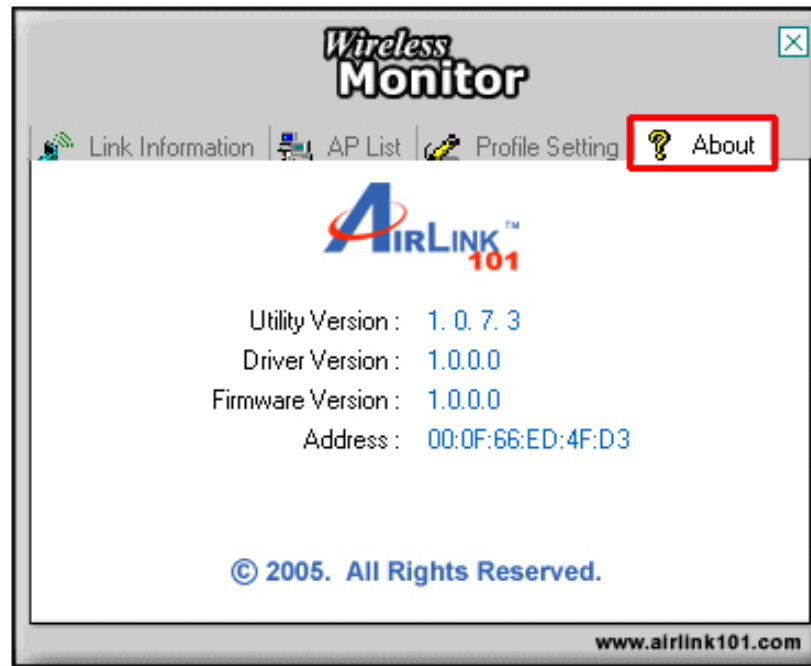 Wireless
Monitor
Link Information AP List Profile Setting ? About
AIRLINK™
101
Utility Version : 1. 0. 7. 3
Driver Version : 1.0.0.0
Firmware Version : 1.0.0.0
Address : 00:0F:66:ED:4F:D3
© 2005. All Rights Reserved.
www.airlink101.com